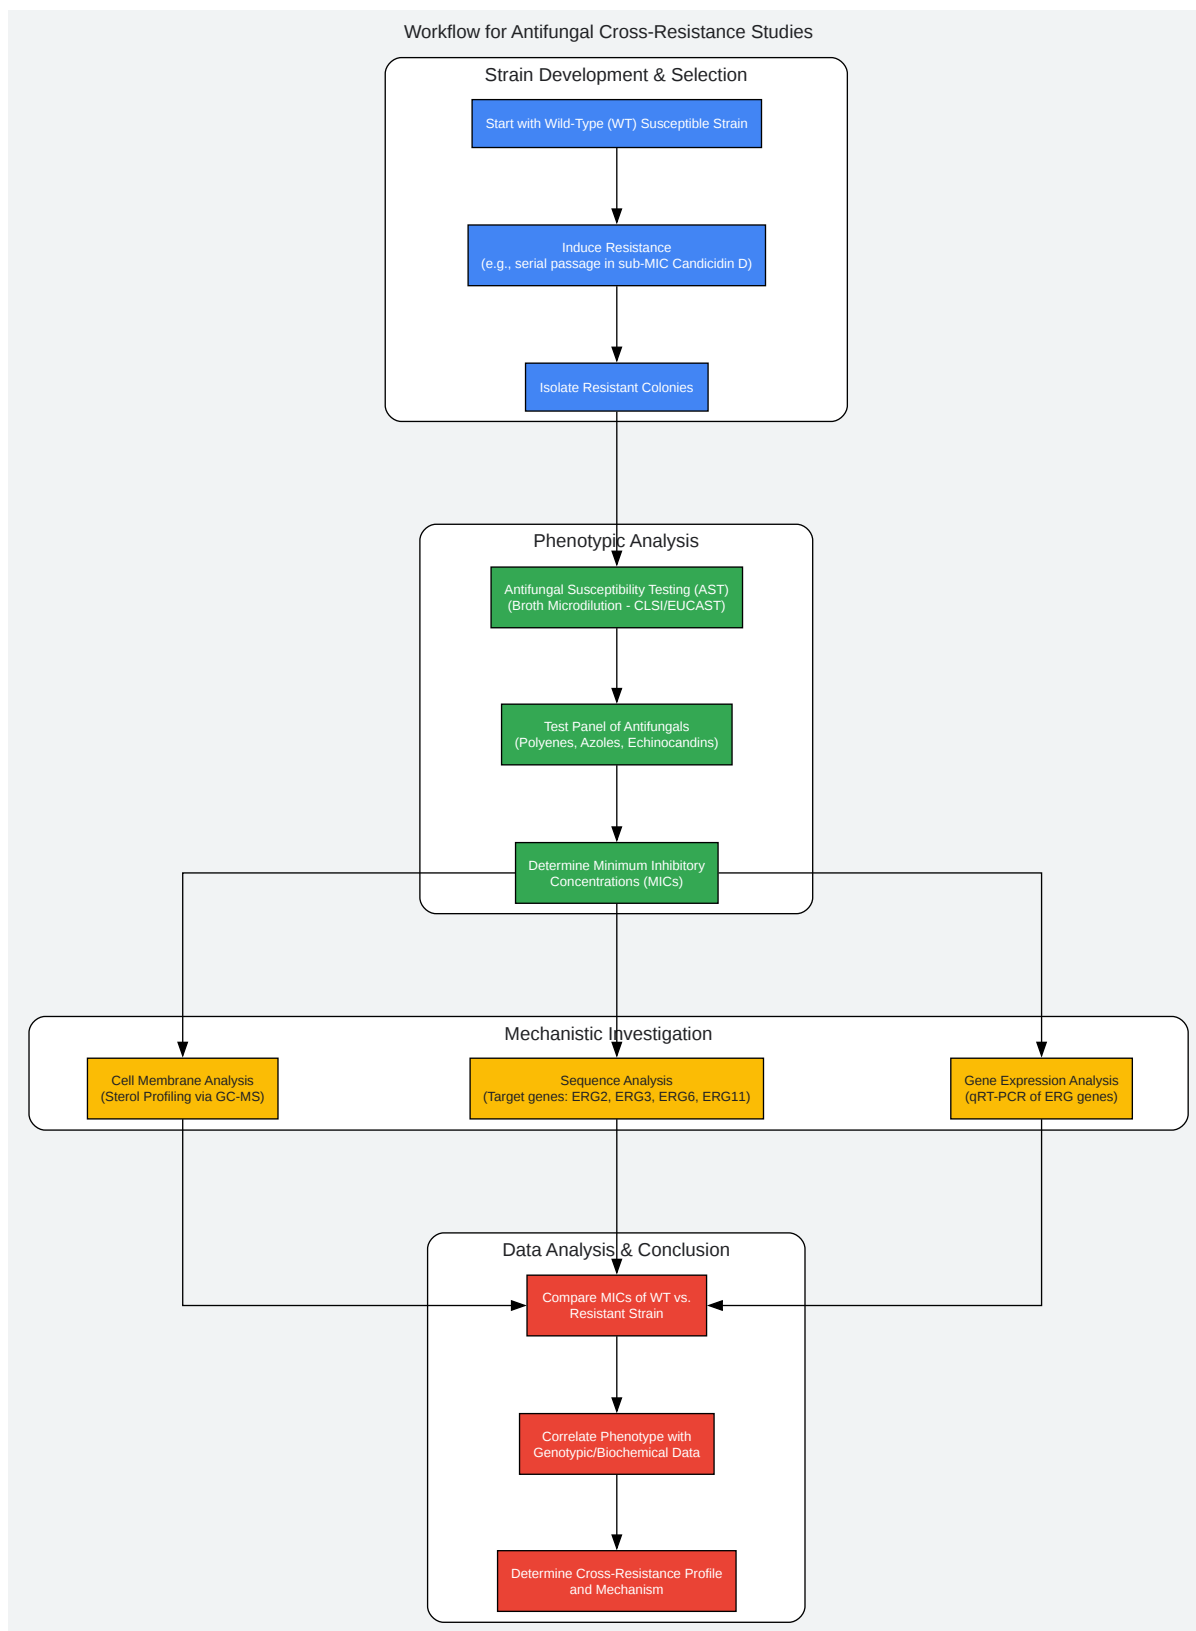 Workflow for Antifungal Cross-Resistance Studies
Strain Development & Selection
Start with Wild-Type (WT) Susceptible Strain
Induce Resistance
(e.g., serial passage in sub-MIC Candicidin D)
Isolate Resistant Colonies
Phenotypic Analysis
Antifungal Susceptibility Testing (AST)
(Broth Microdilution - CLSI/EUCAST)
Test Panel of Antifungals
(Polyenes, Azoles, Echinocandins)
Determine Minimum Inhibitory
Concentrations (MICs)
Mechanistic Investigation
Cell Membrane Analysis
(Sterol Profiling via GC-MS)
Sequence Analysis
(Target genes: ERG2, ERG3, ERG6, ERG11)
Gene Expression Analysis
(qRT-PCR of ERG genes)
Data Analysis & Conclusion
Compare MICs of WT vs.
Resistant Strain
Correlate Phenotype with
Genotypic/Biochemical Data
Determine Cross-Resistance Profile
and Mechanism